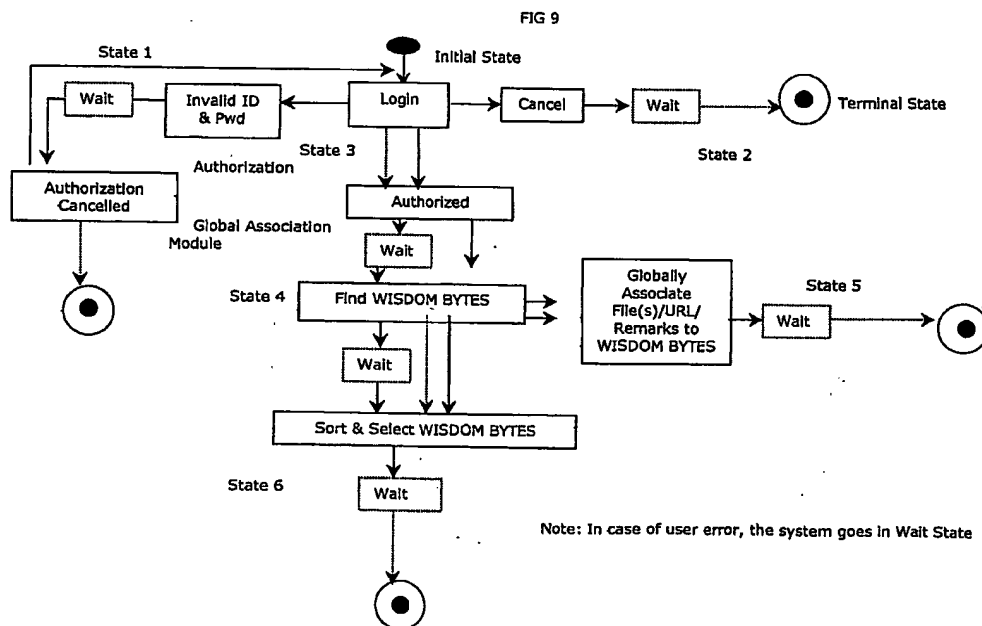 FIG 9
State 1
Initial State
Wait
Invalid ID
& Pwd
Login
Cancel
Wait
Terminal State
State 3
State 2
Authorization
Authorization
Cancelled
Authorized
Global Association
Module
Wait
State 4
Find WISDOM BYTES
Globally
Associate
File(s)/URL/
Remarks to
WISDOM BYTES
State 5
Wait
Wait
Sort & Select WISDOM BYTES
State 6
Wait
Note: In case of user error, the system goes in Wait State